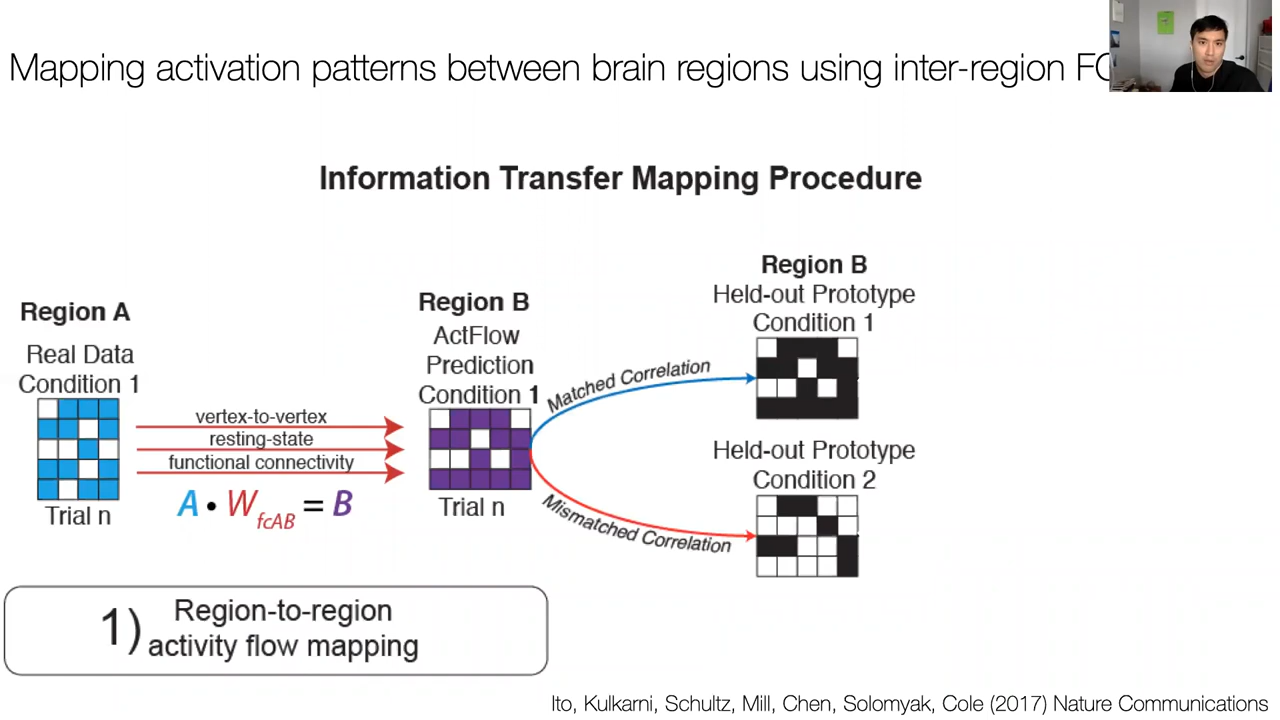 Mapping activation patterns between brain regions using inter-region FC
Information Transfer Mapping Procedure
Region A
Real Data
Condition 1
Trial n
vertex-to-vertex
resting-state
functional connectivity
A • W fcAB = B
Region B
ActFlow
Prediction
Condition 1
Trial n
Matched Correlation
Mismatched Correlation
Region B
Held-out Prototype
Condition 1
Held-out Prototype
Condition 2
1) Region-to-region
activity flow mapping
Ito, Kulkarni, Schultz, Mill, Chen, Solomyak, Cole (2017) Nature Communications